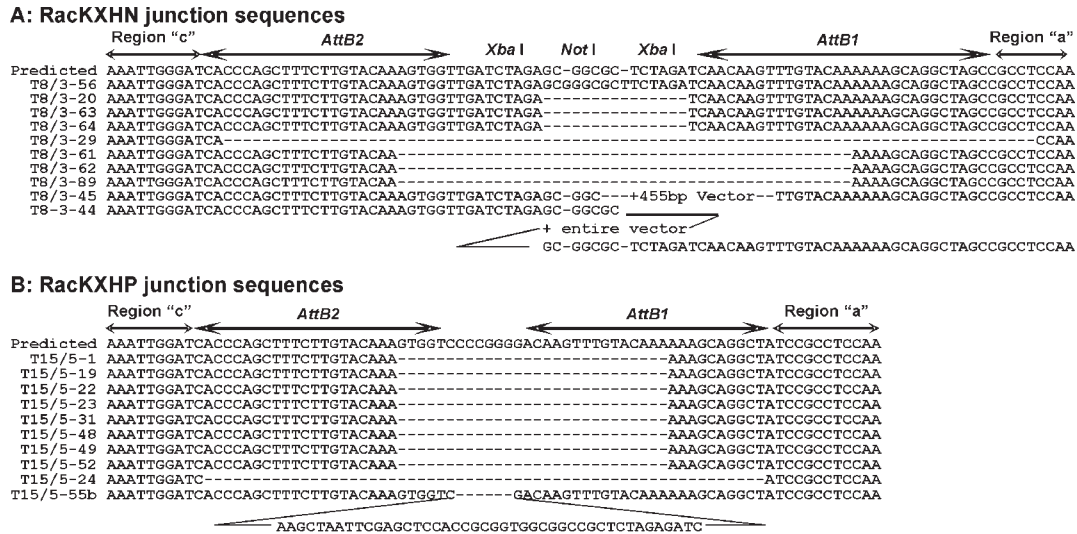 A: RacKXHN junction sequences
Region "c" AttB2 Xba I Not I Xba I AttB1 Region "a"
Predicted AAATTGGGATCACCCAGCTTTCTTGTACAAAGTGGTTGATCTAGAGC-GGCGC-TCTAGATCAACAAGTTTGTACAAAAAAGCAGGCTAGCCGCCTCCAA
T8/3-56 AAATTGGGATCACCCAGCTTTCTTGTACAAAGTGGTTGATCTAGAGCGGGCGCTTCTAGATCAACAAGTTTGTACAAAAAAGCAGGCTAGCCGCCTCCAA
T8/3-20 AAATTGGGATCACCCAGCTTTCTTGTACAAAGTGGTTGATCTAGA---------------TCAACAAGTTTGTACAAAAAAGCAGGCTAGCCGCCTCCAA
T8/3-63 AAATTGGGATCACCCAGCTTTCTTGTACAAAGTGGTTGATCTAGA---------------TCAACAAGTTTGTACAAAAAAGCAGGCTAGCCGCCTCCAA
T8/3-64 AAATTGGGATCACCCAGCTTTCTTGTACAAAGTGGTTGATCTAGA---------------TCAACAAGTTTGTACAAAAAAGCAGGCTAGCCGCCTCCAA
T8/3-29 AAATTGGGATCA------------------------------------------------------------------------------------CCAA
T8/3-61 AAATTGGGATCACCCAGCTTTCTTGTACAA-----------------------------------------------AAAAGCAGGCTAGCCGCCTCCAA
T8/3-62 AAATTGGGATCACCCAGCTTTCTTGTACAA-----------------------------------------------AAAAGCAGGCTAGCCGCCTCCAA
T8/3-89 AAATTGGGATCACCCAGCTTTCTTGTACAA-----------------------------------------------AAAAGCAGGCTAGCCGCCTCCAA
T8/3-45 AAATTGGGATCACCCAGCTTTCTTGTACAAAGTGGTTGATCTAGAGC-GGC---+455bp Vector--TTGTACAAAAAAGCAGGCTAGCCGCCTCCAA
T8-3-44 AAATTGGGATCACCCAGCTTTCTTGTACAAAGTGGTTGATCTAGAGC-GGCGC
+ entire vector
GC-GGCGC-TCTAGATCAACAAGTTTGTACAAAAAAGCAGGCTAGCCGCCTCCAA
B: RacKXHP junction sequences
Region "c" AttB2 AttB1 Region "a"
Predicted AAATTGGATCACCCAGCTTTCTTGTACAAAGTGGTCCCCGGGGACAAGTTTGTACAAAAAAGCAGGCTATCCGCCTCCAA
T15/5-1 AAATTGGATCACCCAGCTTTCTTGTACAAA----------------------------AAAGCAGGCTATCCGCCTCCAA
T15/5-19 AAATTGGATCACCCAGCTTTCTTGTACAAA----------------------------AAAGCAGGCTATCCGCCTCCAA
T15/5-22 AAATTGGATCACCCAGCTTTCTTGTACAAA----------------------------AAAGCAGGCTATCCGCCTCCAA
T15/5-23 AAATTGGATCACCCAGCTTTCTTGTACAAA----------------------------AAAGCAGGCTATCCGCCTCCAA
T15/5-31 AAATTGGATCACCCAGCTTTCTTGTACAAA----------------------------AAAGCAGGCTATCCGCCTCCAA
T15/5-48 AAATTGGATCACCCAGCTTTCTTGTACAAA----------------------------AAAGCAGGCTATCCGCCTCCAA
T15/5-49 AAATTGGATCACCCAGCTTTCTTGTACAAA----------------------------AAAGCAGGCTATCCGCCTCCAA
T15/5-52 AAATTGGATCACCCAGCTTTCTTGTACAAA----------------------------AAAGCAGGCTATCCGCCTCCAA
T15/5-24 AAATTGGATC----------------------------------------------------------ATCCGCCTCCAA
T15/5-55b AAATTGGATCACCCAGCTTTCTTGTACAAAGTGGTC------GACAAGTTTGTACAAAAAAGCAGGCTATCCGCCTCCAA
AAGCTAATTCGAGCTCCACCGCGGTGGCGGCCGCTCTAGAGATC